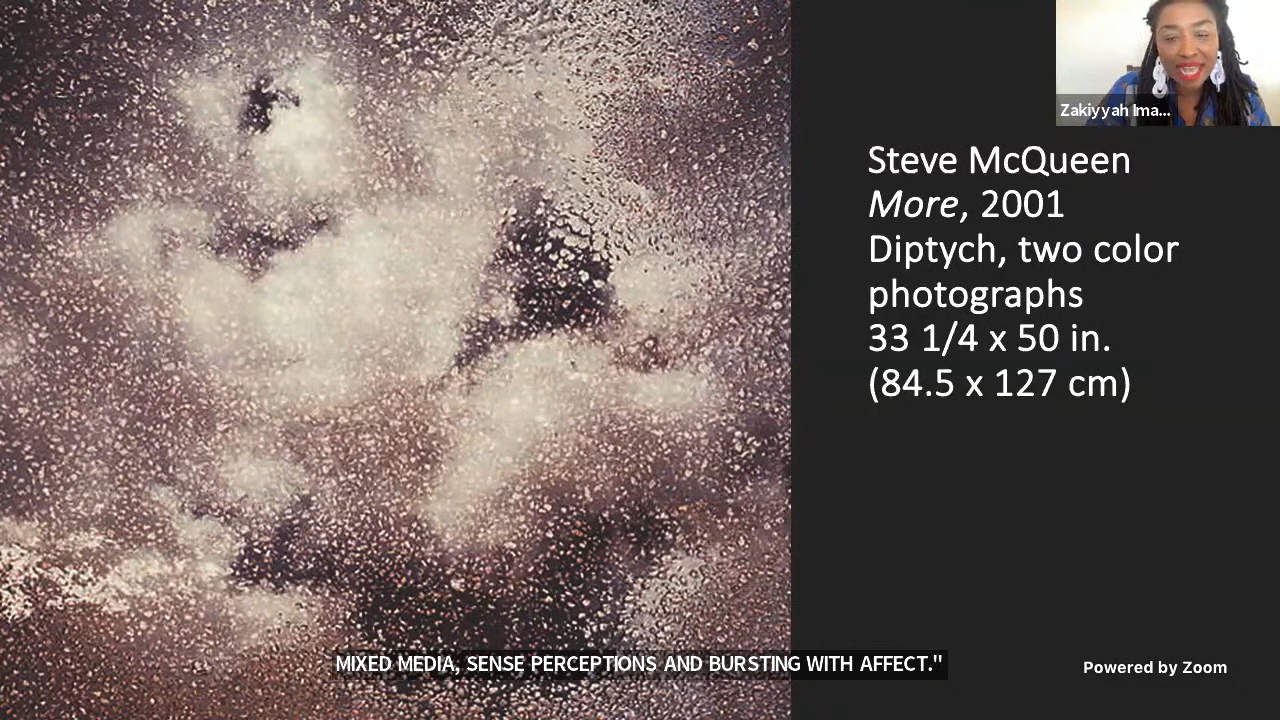 Zakiyyah Ima...
Steve McQueen
More, 2001
Diptych, two color
photographs
33 1/4 x 50 in.
(84.5 x 127 cm)
MIXED MEDIA, SENSE PERCEPTIONS AND BURSTING WITH AFFECT."
Powered by Zoom